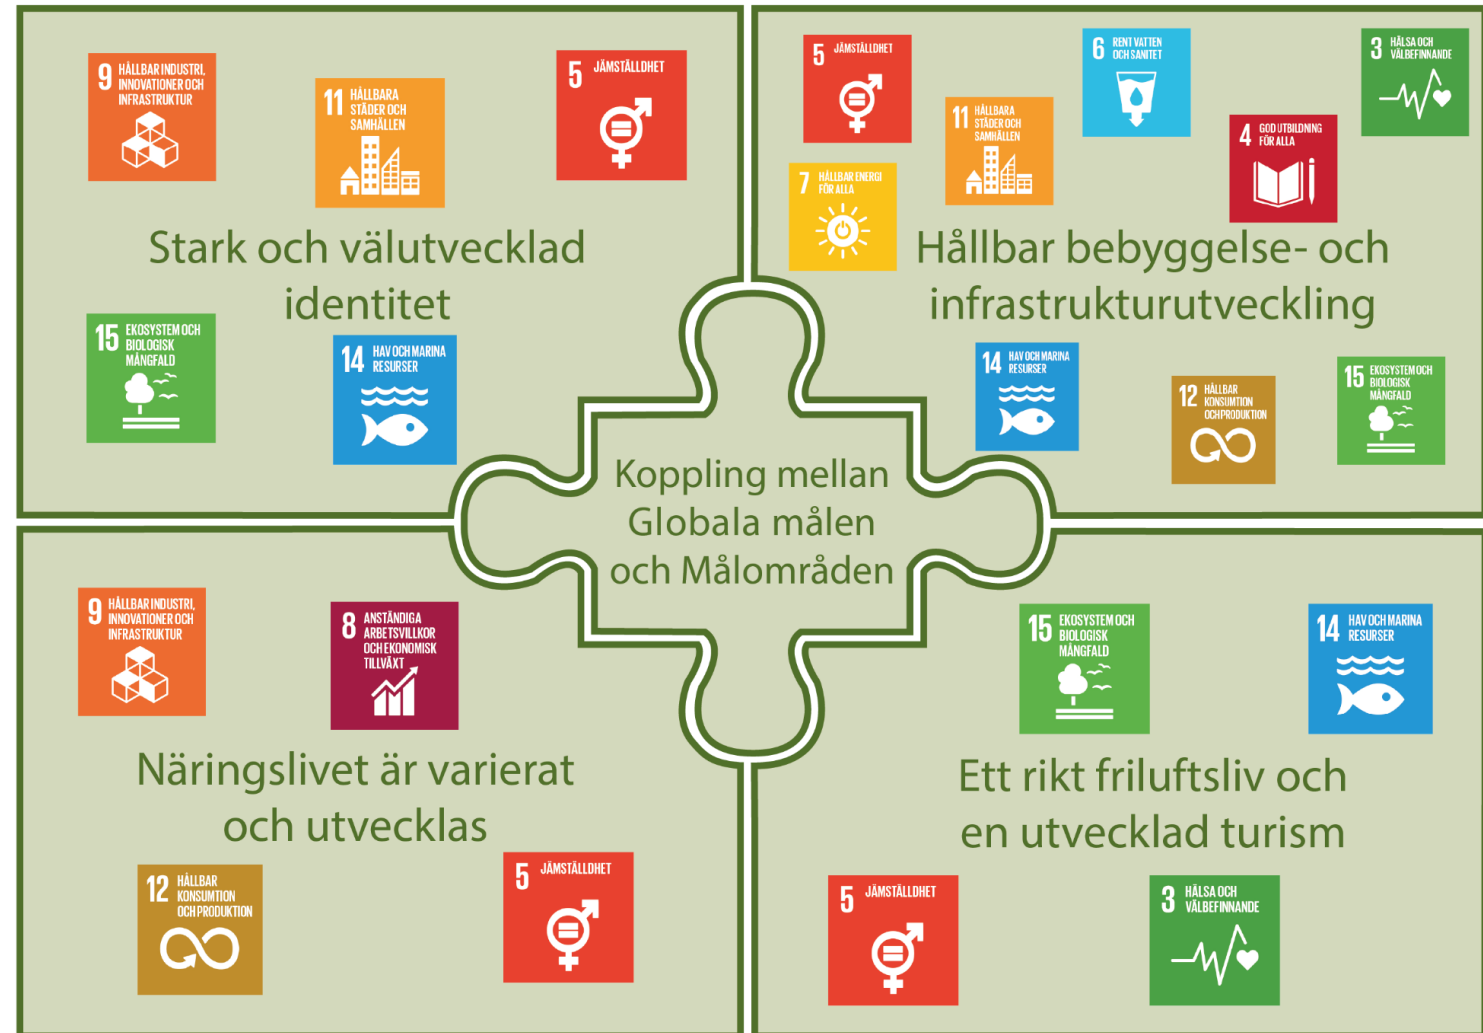 9 HÅLLBAR INDUSTRI,
INNOVATIONER OCH
INFRASTRUKTUR
11 HÅLLBARA
STÄDER OCH
SAMHÄLLEN
5 JÄMSTÄLLDHET
Stark och välutvecklad
identitet
15 EKOSYSTEM OCH
BIOLOGISK
MÅNGFALD
14 HAV OCH MARINA
RESURSER
5 JÄMSTÄLLDHET
6 RENT VATTEN
OCH SANITET
3 HÄLSA OCH
VÄLBEFINNANDE
11 HÅLLBARA
STÄDER OCH
SAMHÄLLEN
4 GOD UTBILDNING
FÖR ALLA
7 HÅLLBAR ENERGI
FÖR ALLA
Hållbar bebyggelse- och
infrastrukturutveckling
14 HAV OCH MARINA
RESURSER
12 HÅLLBAR
KONSUMTION
OCH PRODUKTION
15 EKOSYSTEM OCH
BIOLOGISK
MÅNGFALD
Koppling mellan
Globala målen
och Målområden
9 HÅLLBAR INDUSTRI,
INNOVATIONER OCH
INFRASTRUKTUR
8 ANSTÄNDIGA
ARBETSVILLKOR
OCH EKONOMISK
TILLVÄXT
Näringslivet är varierat
och utvecklas
12 HÅLLBAR
KONSUMTION
OCH PRODUKTION
5 JÄMSTÄLLDHET
15 EKOSYSTEM OCH
BIOLOGISK
MÅNGFALD
14 HAV OCH MARINA
RESURSER
Ett rikt friluftsliv och
en utvecklad turism
5 JÄMSTÄLLDHET
3 HÄLSA OCH
VÄLBEFINNANDE